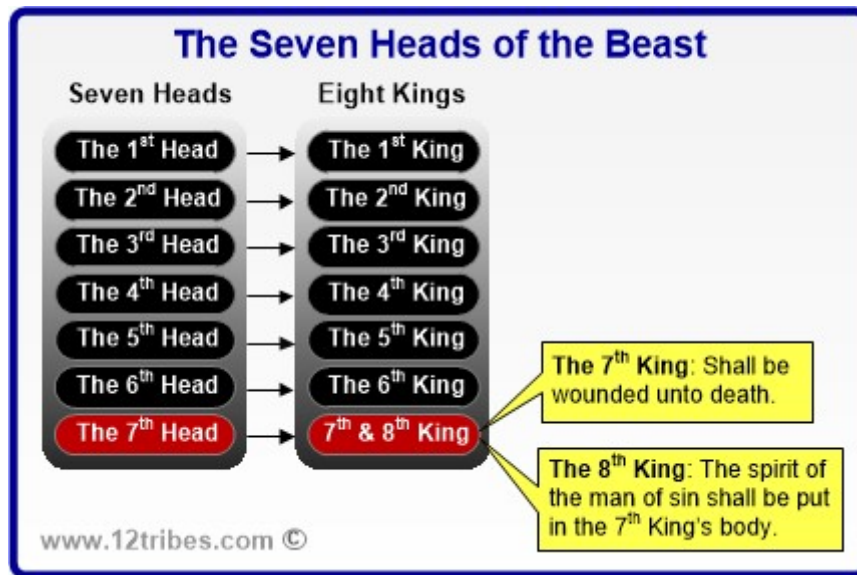 The Seven Heads of the Beast
Seven Heads Eight Kings
The 1st Head The 1st King
The 2nd Head The 2nd King
The 3rd Head The 3rd King
The 4th Head The 4th King
The 5th Head The 5th King
The 6th Head The 6th King
The 7th Head 7th & 8th King
The 7th King: Shall be
wounded unto death.
The 8th King: The spirit of
the man of sin shall be put
in the 7th King's body.
www.12tribes.com ©